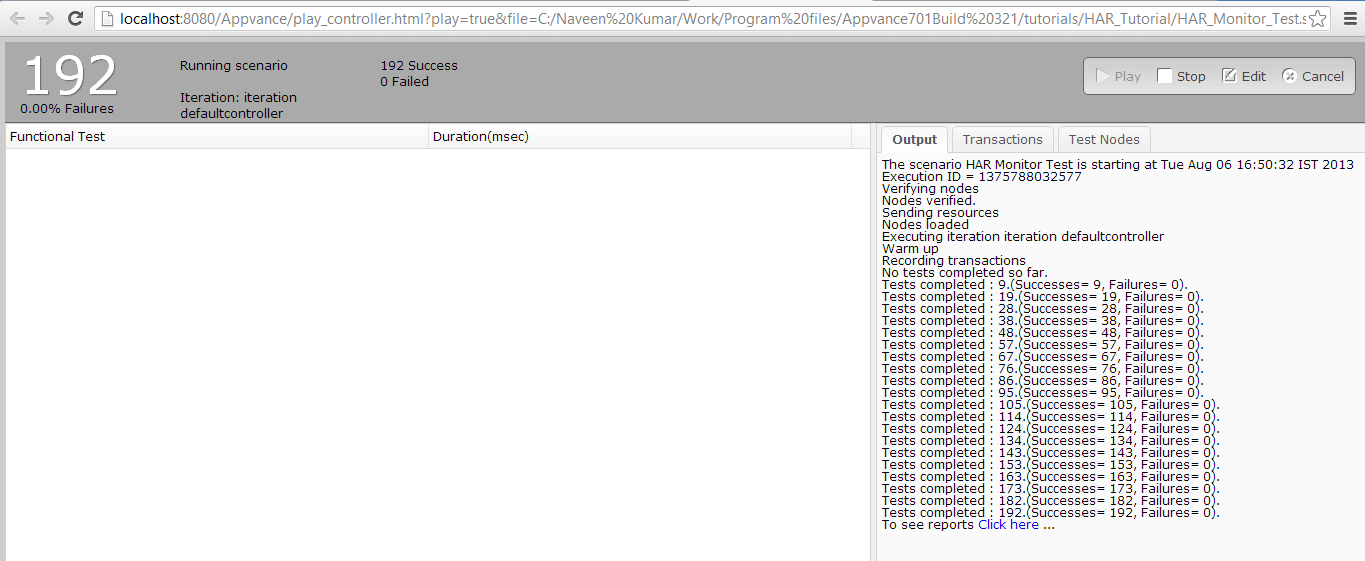 localhost:8080/Appvance/play_controller.html?play=true&file=C:/Naveen%20Kumar/Work/Program%20files/Appvance701Build%20321/tutorials/HAR_Tutorial/HAR_Monitor_Test.s
192
0.00% Failures
Running scenario
Iteration: iteration
defaultcontroller
192 Success
0 Failed
Play Stop Edit Cancel
Functional Test Duration(msec)
Output Transactions Test Nodes
The scenario HAR Monitor Test is starting at Tue Aug 06 16:50:32 IST 2013
Execution ID = 1375788032577
Verifying nodes
Nodes verified.
Sending resources
Nodes loaded
Executing iteration iteration defaultcontroller
Warm up
Recording transactions
No tests completed so far.
Tests completed : 9.(Successes= 9, Failures= 0).
Tests completed : 19.(Successes= 19, Failures= 0).
Tests completed : 28.(Successes= 28, Failures= 0).
Tests completed : 38.(Successes= 38, Failures= 0).
Tests completed : 48.(Successes= 48, Failures= 0).
Tests completed : 57.(Successes= 57, Failures= 0).
Tests completed : 67.(Successes= 67, Failures= 0).
Tests completed : 76.(Successes= 76, Failures= 0).
Tests completed : 86.(Successes= 86, Failures= 0).
Tests completed : 95.(Successes= 95, Failures= 0).
Tests completed : 105.(Successes= 105, Failures= 0).
Tests completed : 114.(Successes= 114, Failures= 0).
Tests completed : 124.(Successes= 124, Failures= 0).
Tests completed : 134.(Successes= 134, Failures= 0).
Tests completed : 143.(Successes= 143, Failures= 0).
Tests completed : 153.(Successes= 153, Failures= 0).
Tests completed : 163.(Successes= 163, Failures= 0).
Tests completed : 173.(Successes= 173, Failures= 0).
Tests completed : 182.(Successes= 182, Failures= 0).
Tests completed : 192.(Successes= 192, Failures= 0).
To see reports Click here ...